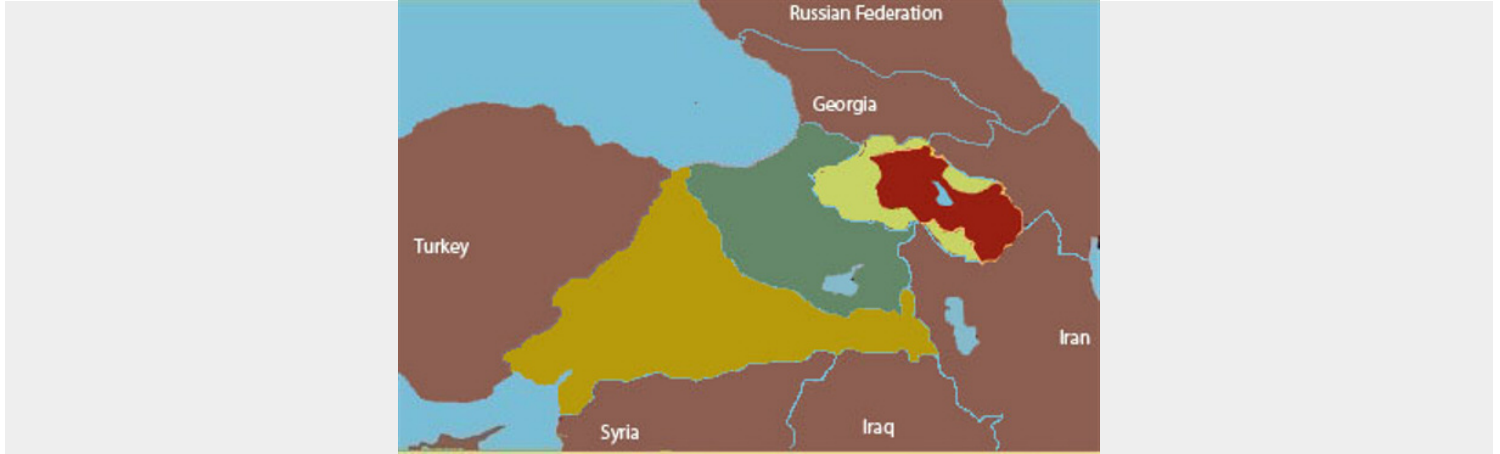 Russian Federation
Georgia
Turkey
Iran
Syria
Iraq